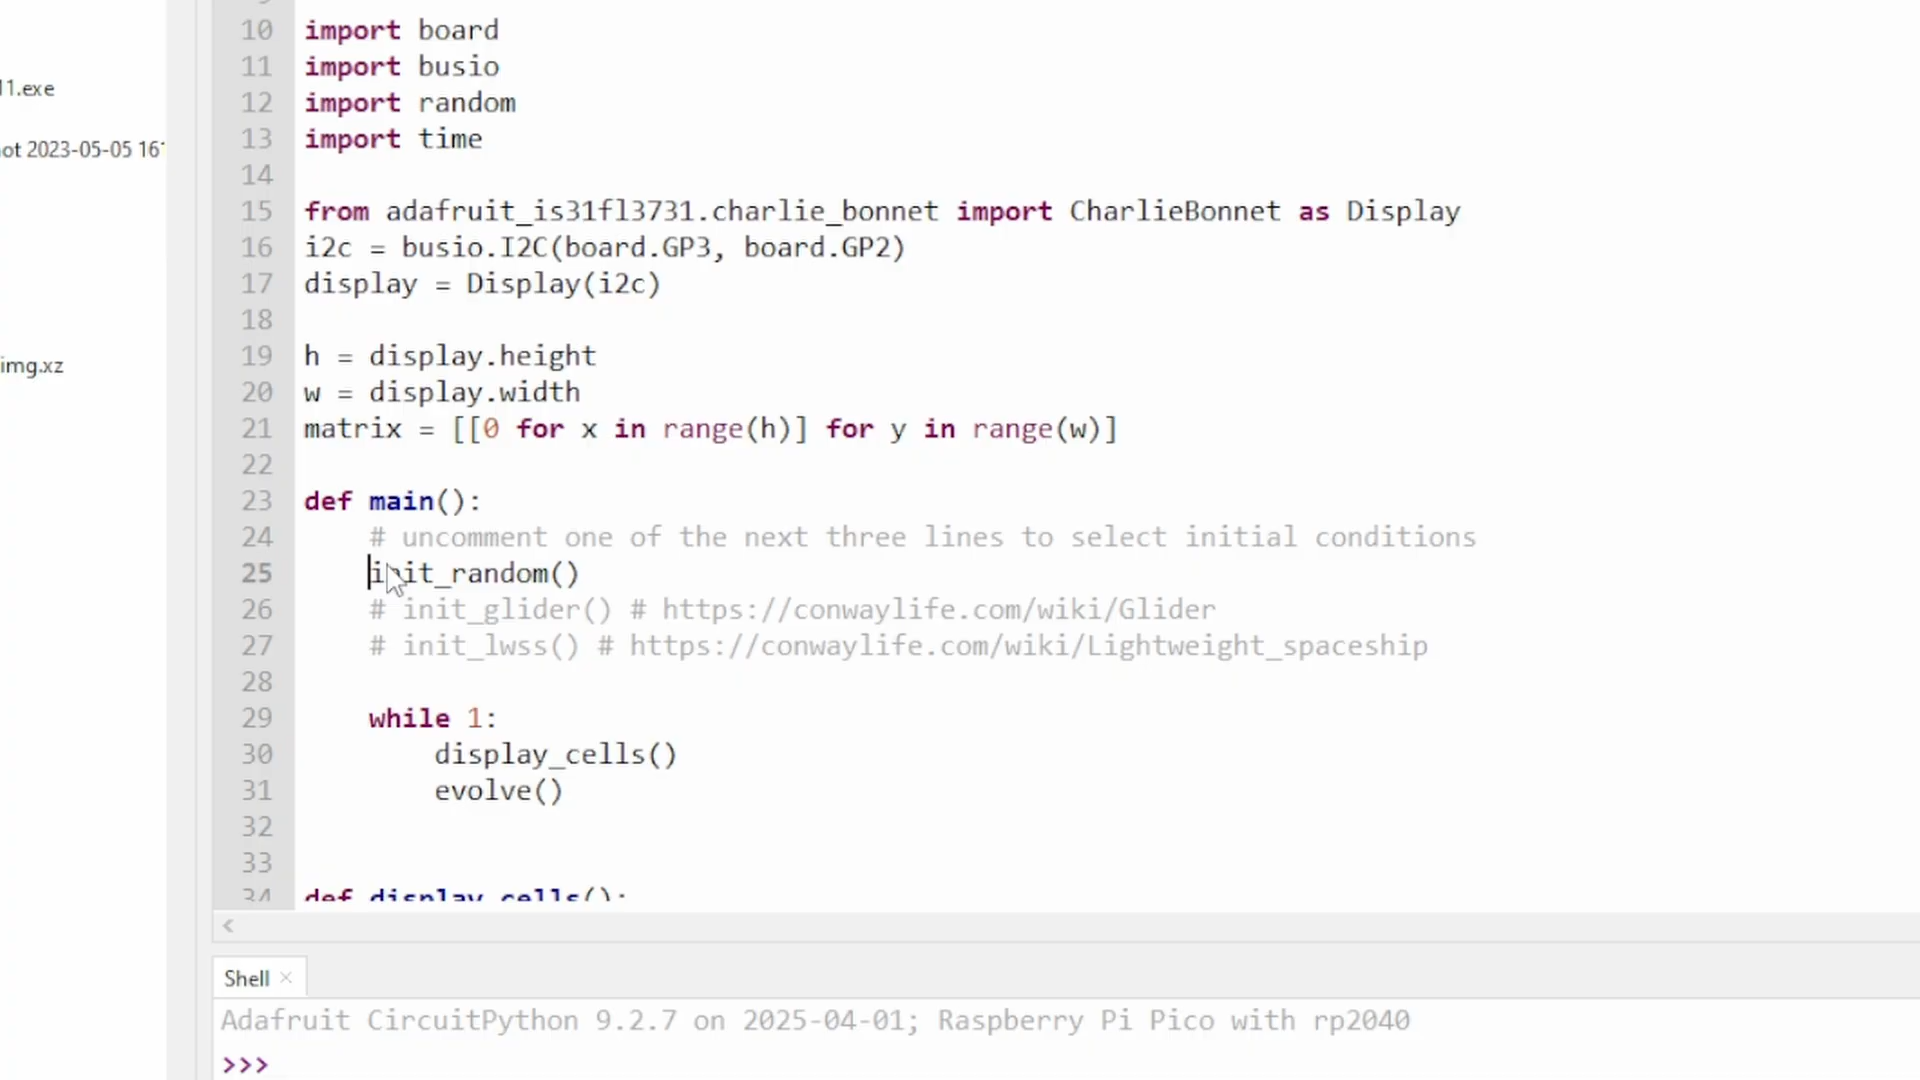 10 import board
11 import busio
11.exe
12 import random
13 import time
ot 2023-05-05 16
14
15 from adafruit_is31fl3731.charlie_bonnet import CharlieBonnet as Display
16 i2c = busio.I2C(board.GP3, board.GP2)
17 display = Display(i2c)
18
19 h = display.height
img.xz
20 w = display.width
21 matrix = [[0 for x in range(h)] for y in range(w)]
22
23 def main():
24 # uncomment one of the next three lines to select initial conditions
25 init_random()
26 # init_glider() # https://conwaylife.com/wiki/Glider
27 # init_lwss() # https://conwaylife.com/wiki/Lightweight_spaceship
28
29 while 1:
30 display_cells()
31 evolve()
32
33
34 def display_cells():
Shell
Adafruit CircuitPython 9.2.7 on 2025-04-01; Raspberry Pi Pico with rp2040
>>>